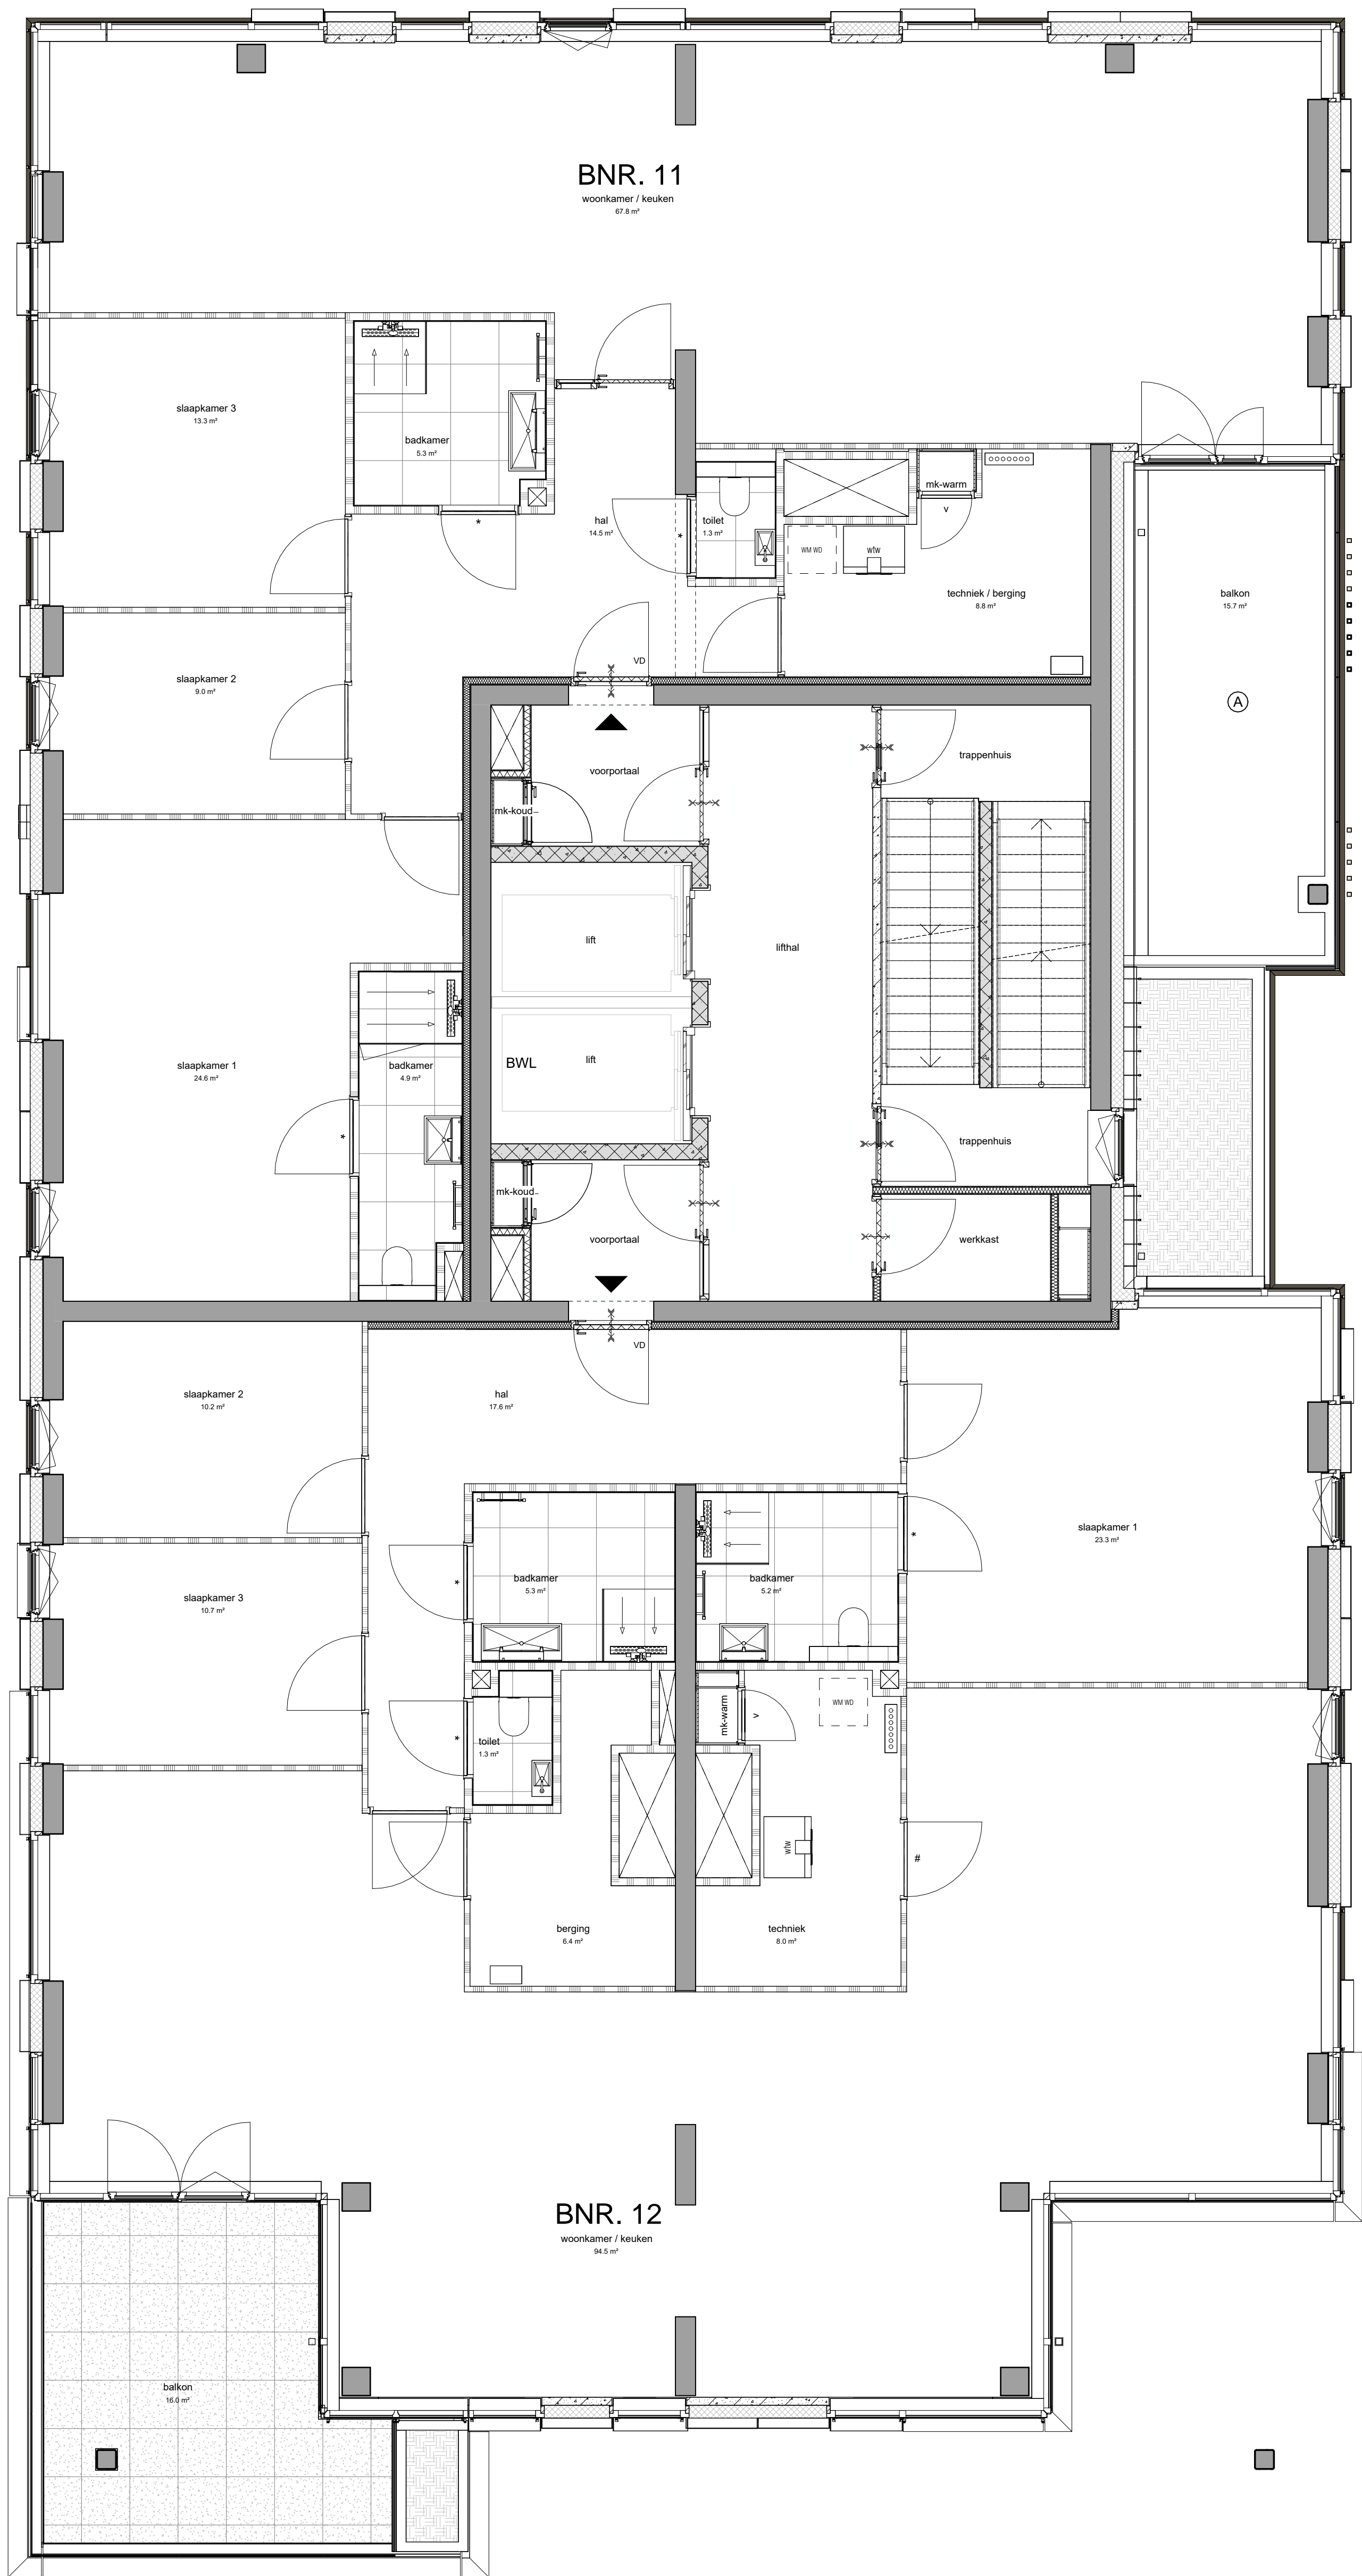 BNR. 11
woonkamer / keuken
67.8 m²
slaapkamer 3
13.3 m²
badkamer
5.3 m²
mk-warm
v
hal
14.5 m²
*
toilet
1.3 m²
*
WM WD
wtw
techniek / berging
8.8 m²
balkon
15.7 m²
VD
slaapkamer 2
9.0 m²
A
voorportaal
trappenhuis
mk-koud
lift
lifthal
slaapkamer 1
24.6 m²
badkamer
4.9 m²
BWL
lift
*
trappenhuis
mk-koud
voorportaal
werkkast
VD
slaapkamer 2
10.2 m²
hal
17.6 m²
slaapkamer 1
23.3 m²
*
badkamer
5.3 m²
badkamer
5.2 m²
*
slaapkamer 3
10.7 m²
mk-warm
v
WM WD
*
toilet
1.3 m²
wtw
#
berging
6.4 m²
techniek
8.0 m²
BNR. 12
woonkamer / keuken
94.5 m²
balkon
16.0 m²